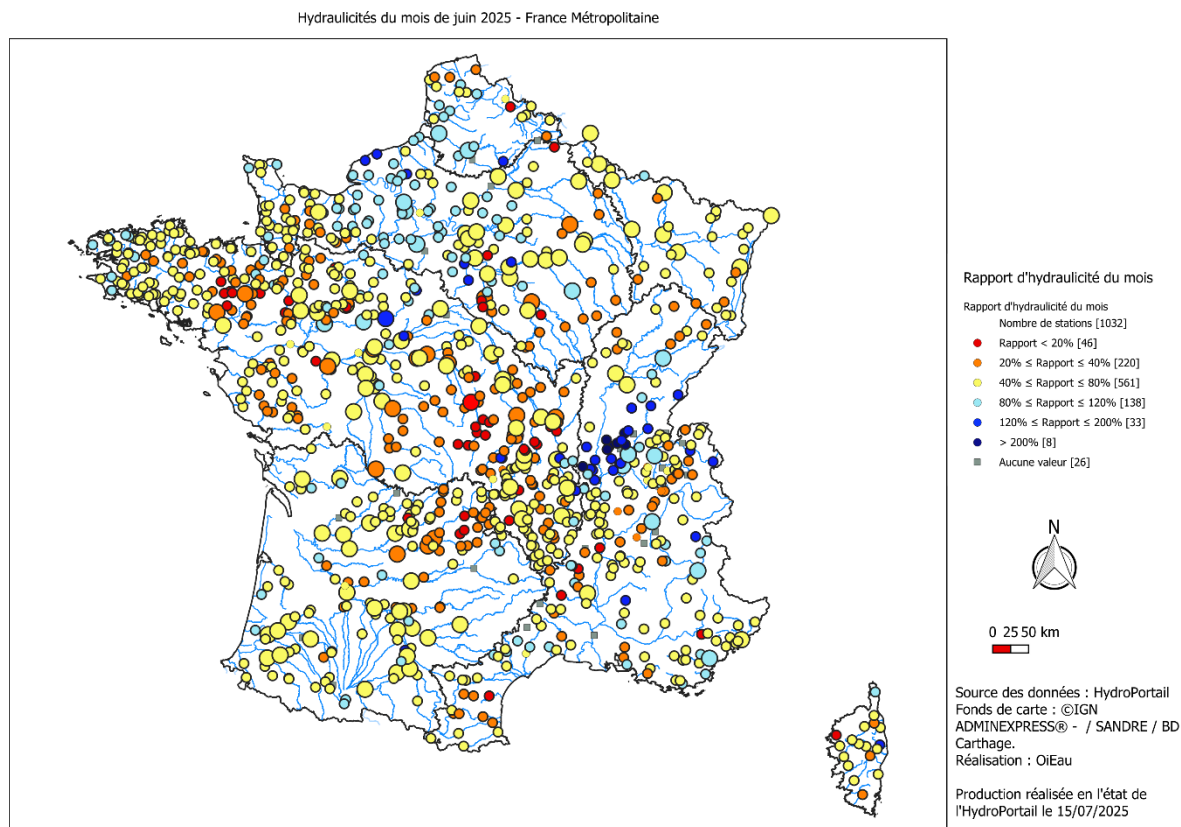 Hydraulicités du mois de juin 2025 - France Métropolitaine
Rapport d'hydraulicité du mois
Rapport d'hydraulicité du mois
Nombre de stations [1032]
Rapport < 20% [46]
20% ≤ Rapport ≤ 40% [220]
40% ≤ Rapport ≤ 80% [561]
80% ≤ Rapport ≤ 120% [138]
120% ≤ Rapport ≤ 200% [33]
> 200% [8]
Aucune valeur [26]
N
0 25 50 km
Source des données : HydroPortail
Fonds de carte : ©IGN
ADMINEXPRESS® - / SANDRE / BD
Carthage.
Réalisation : OiEau
Production réalisée en l'état de
l'HydroPortail le 15/07/2025